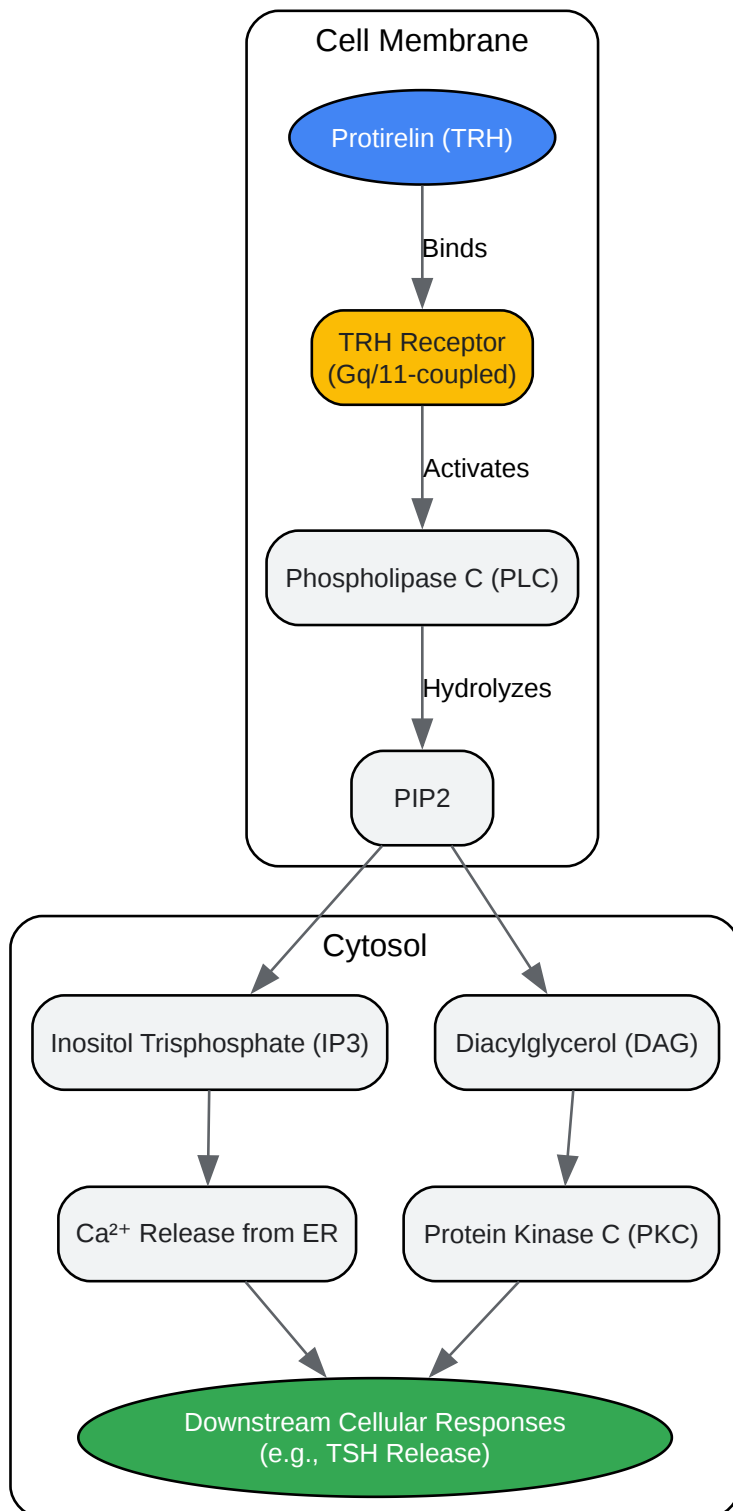 Cell Membrane
Protirelin (TRH)
Binds
TRH Receptor
(Gq/11-coupled)
Activates
Phospholipase C (PLC)
Hydrolyzes
PIP2
Cytosol
Inositol Trisphosphate (IP3)
Diacylglycerol (DAG)
Ca²⁺ Release from ER
Protein Kinase C (PKC)
Downstream Cellular Responses
(e.g., TSH Release)